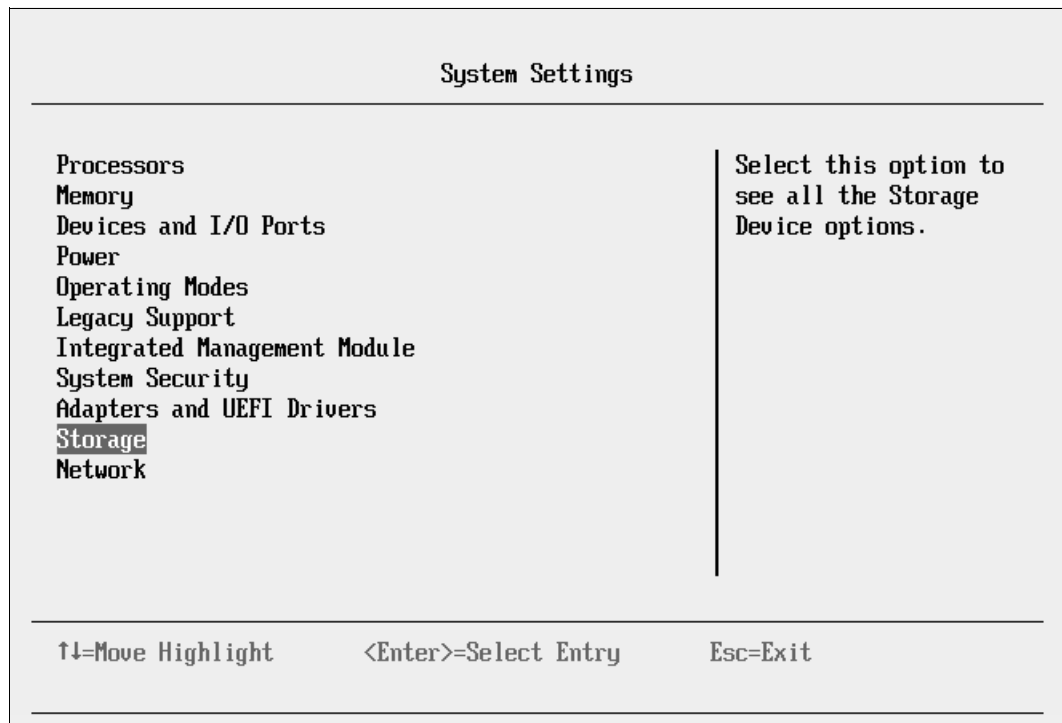 System Settings
Processors
Memory
Devices and I/O Ports
Power
Operating Modes
Legacy Support
Integrated Management Module
System Security
Adapters and UEFI Drivers
Storage
Network
Select this option to
see all the Storage
Device options.
↑↓=Move Highlight <Enter>=Select Entry Esc=Exit